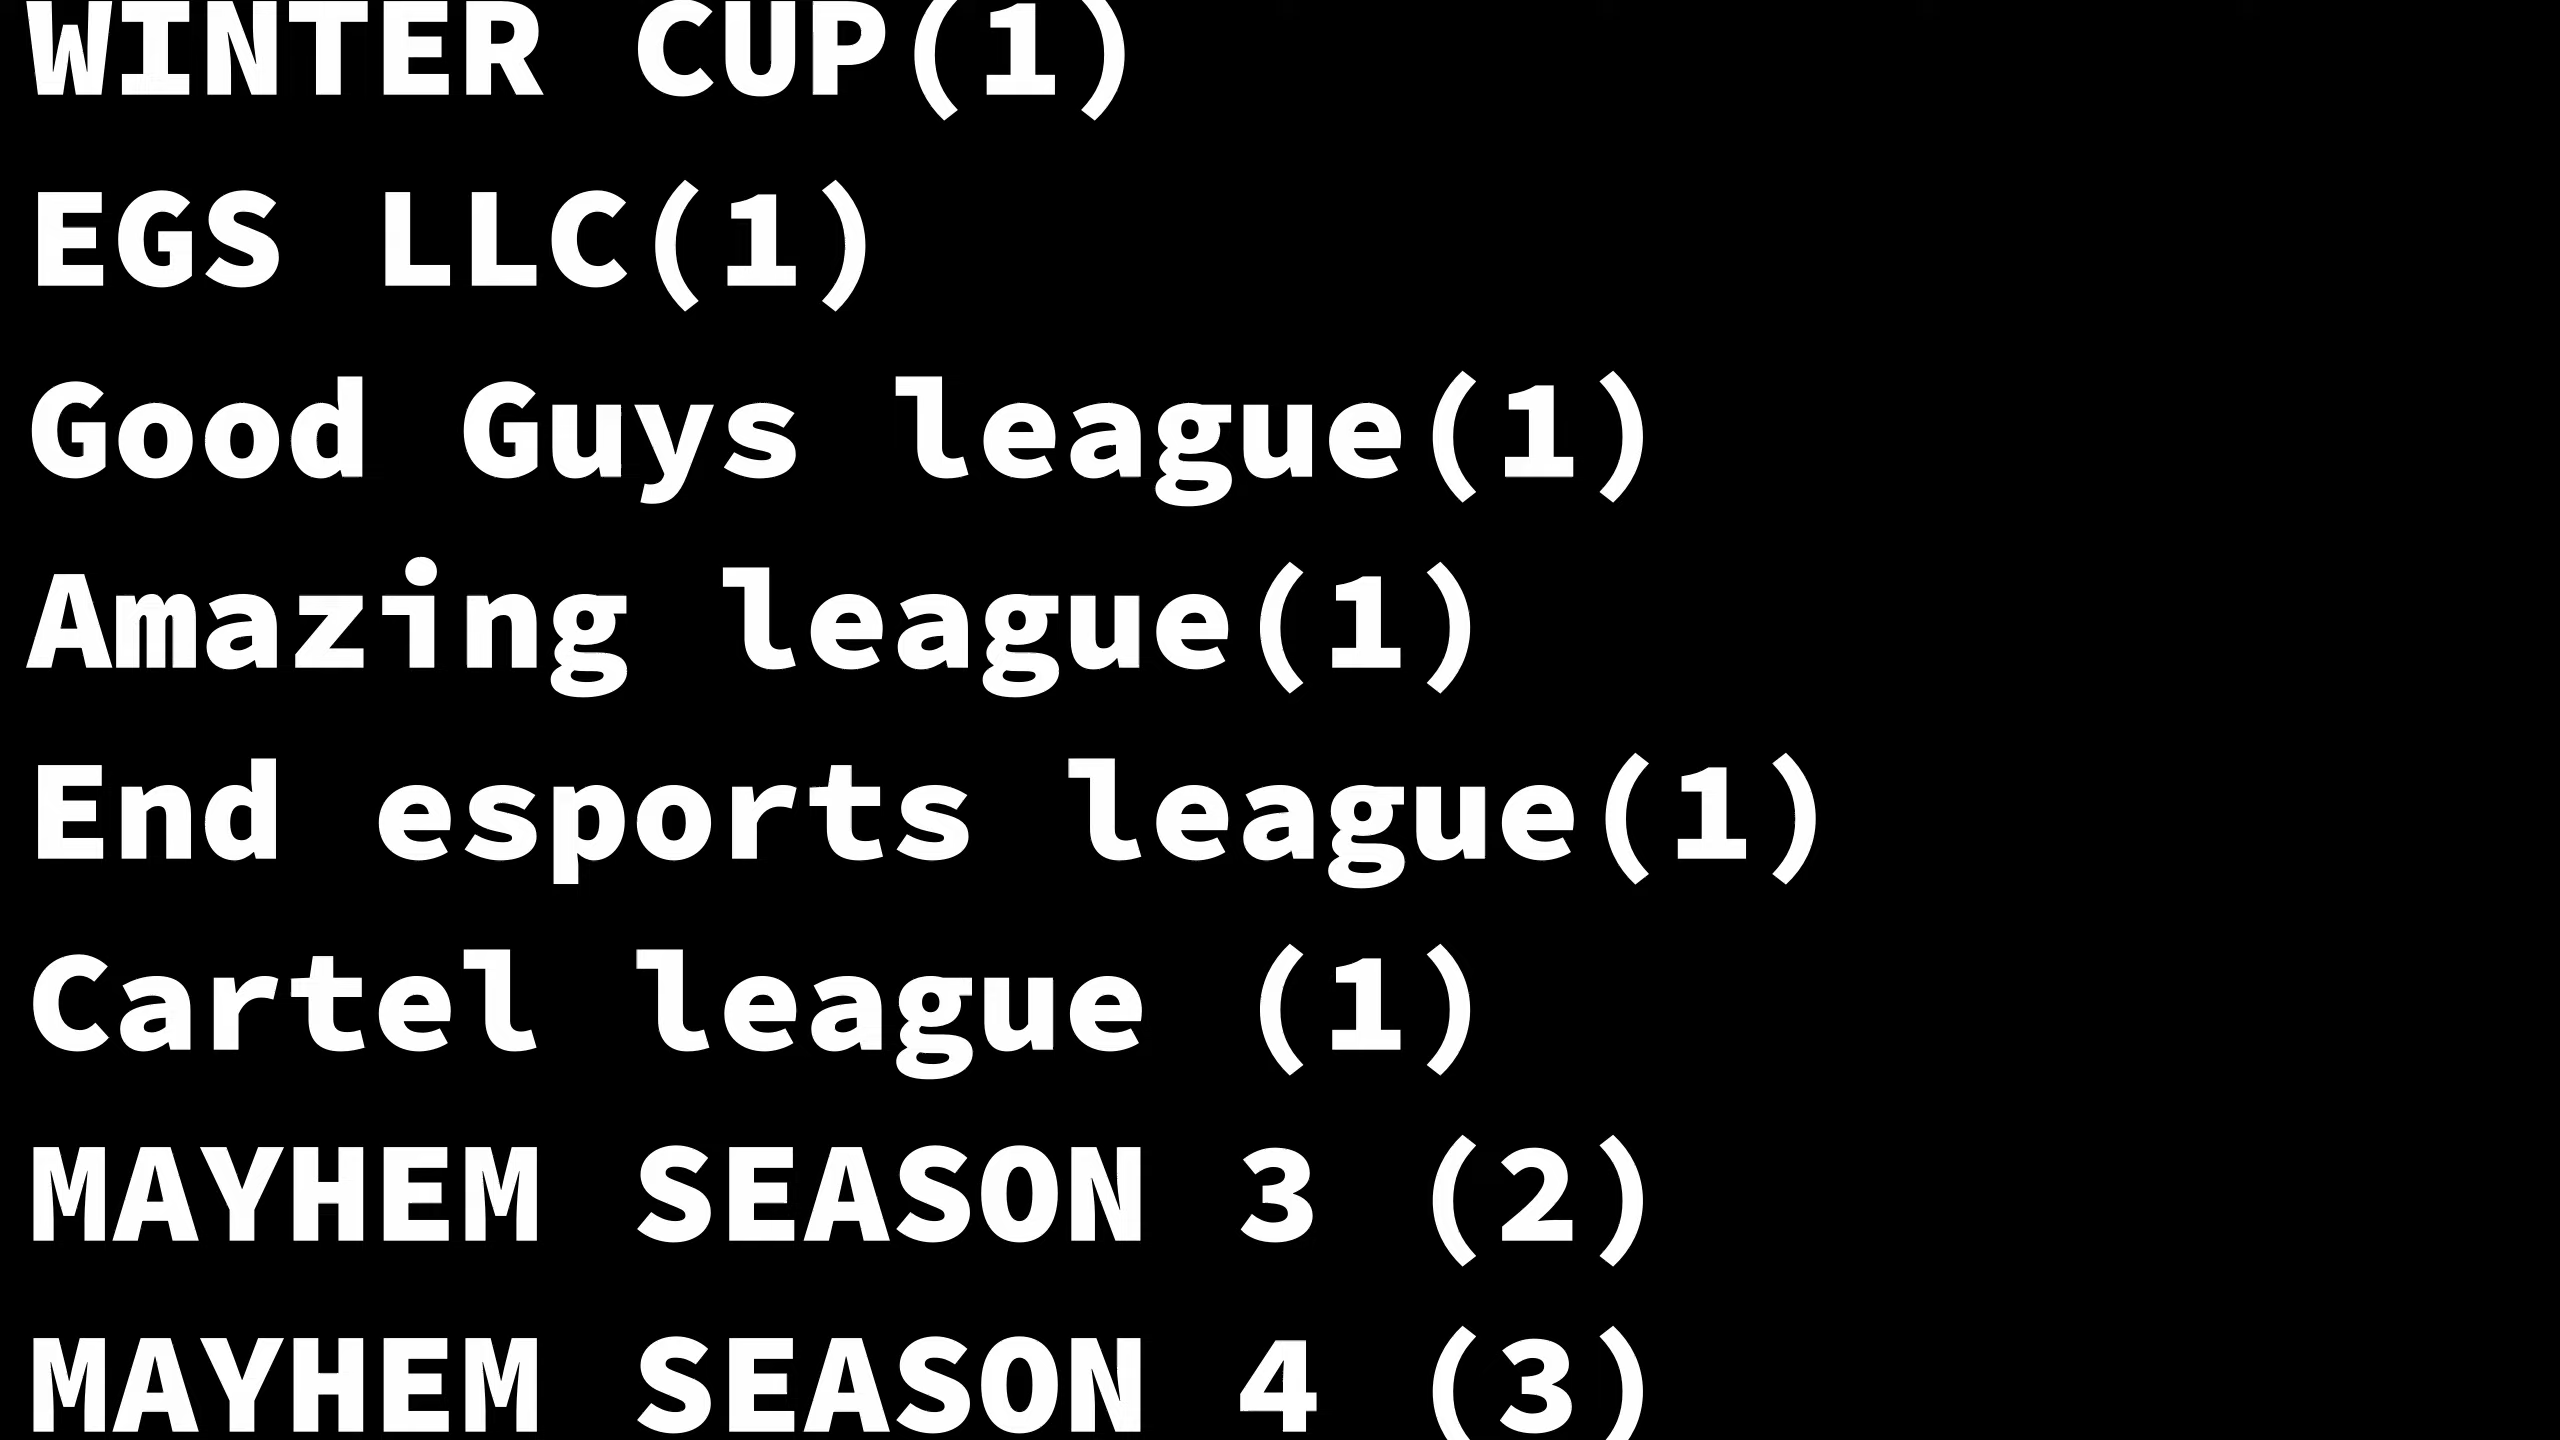 WINTER CUP(1)
EGS LLC(1)
Good Guys league(1)
Amazing league(1)
End esports league(1)
Cartel league (1)
MAYHEM SEASON 3 (2)
MAYHEM SEASON 4 (3)